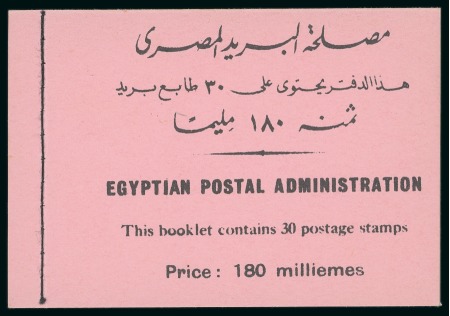 مصلحة البريد المصرى
هذا الدفتر يحتوى على ٣٠ طابع بريد
ثمنه ١٨٠ مليمًا
EGYPTIAN POSTAL ADMINISTRATION
This booklet contains 30 postage stamps
Price : 180 milliemes